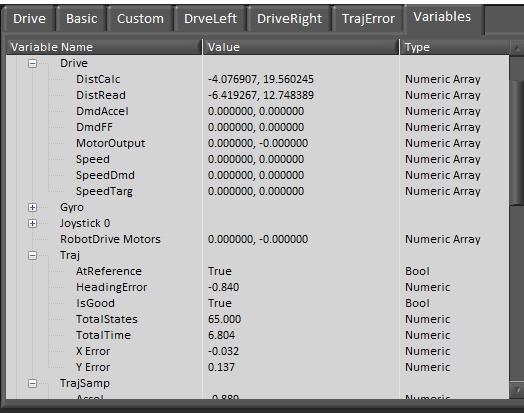 Drive Basic Custom DrveLeft DriveRight TrajError Variables
Variable Name Value Type
Drive
DistCalc -4.076907, 19.560245 Numeric Array
DistRead -6.419267, 12.748389 Numeric Array
DmdAccel 0.000000, 0.000000 Numeric Array
DmdFF 0.000000, 0.000000 Numeric Array
MotorOutput 0.000000, -0.000000 Numeric Array
Speed 0.000000, 0.000000 Numeric Array
SpeedDmd 0.000000, 0.000000 Numeric Array
SpeedTarg 0.000000, 0.000000 Numeric Array
Gyro
Joystick 0
RobotDrive Motors 0.000000, -0.000000 Numeric Array
Traj
AtReference True Bool
HeadingError -0.840 Numeric
IsGood True Bool
TotalStates 65.000 Numeric
TotalTime 6.804 Numeric
X Error -0.032 Numeric
Y Error 0.137 Numeric
TrajSamp
Accel -0.889 Numeric